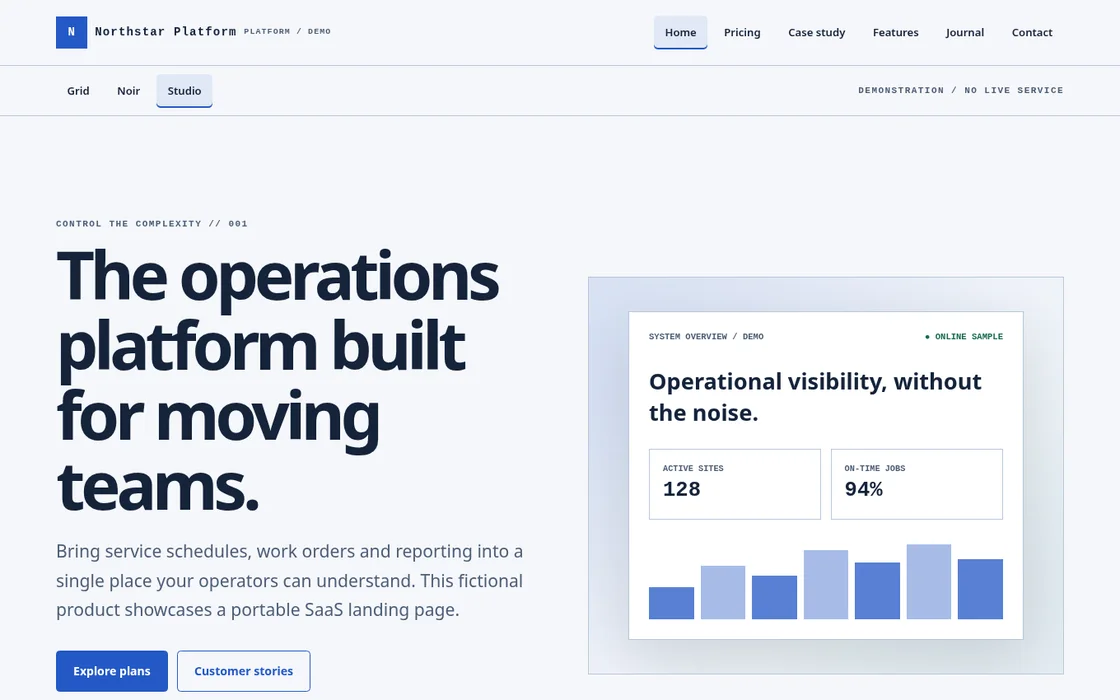 N Northstar Platform PLATFORM / DEMO
Home Pricing Case study Features Journal Contact
Grid Noir Studio
DEMONSTRATION / NO LIVE SERVICE
CONTROL THE COMPLEXITY // 001
The operations
platform built
for moving
teams.
Bring service schedules, work orders and reporting into a
single place your operators can understand. This fictional
product showcases a portable SaaS landing page.
Explore plans Customer stories
SYSTEM OVERVIEW / DEMO
● ONLINE SAMPLE
Operational visibility, without
the noise.
ACTIVE SITES
128
ON-TIME JOBS
94%